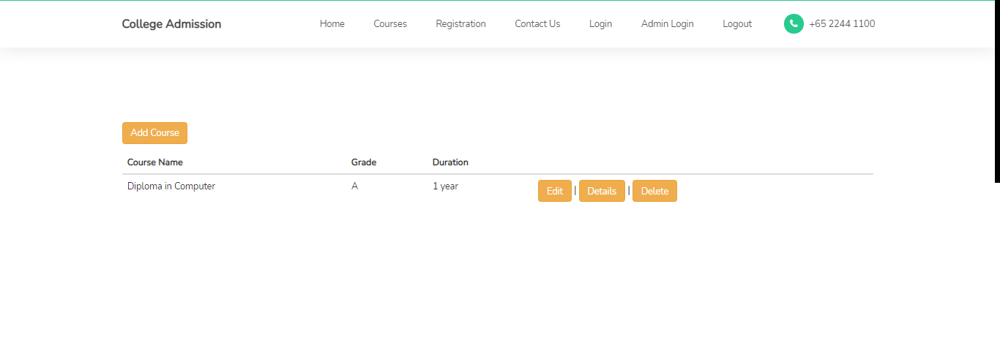 College Admission Home Courses Registration Contact Us Login Admin Login Logout +65 2244 1100
Add Course
Course Name Grade Duration
Diploma in Computer A 1 year Edit | Details | Delete